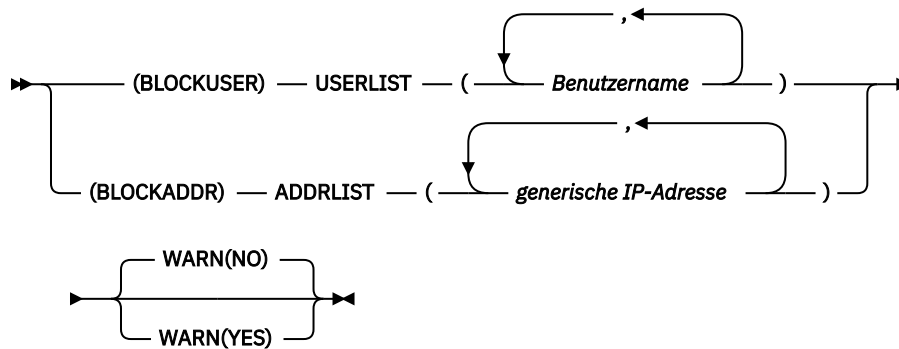 ,
(BLOCKUSER) USERLIST ( Benutzername )
,
(BLOCKADDR) ADDRLIST ( generische IP-Adresse )
WARN(NO)
WARN(YES)